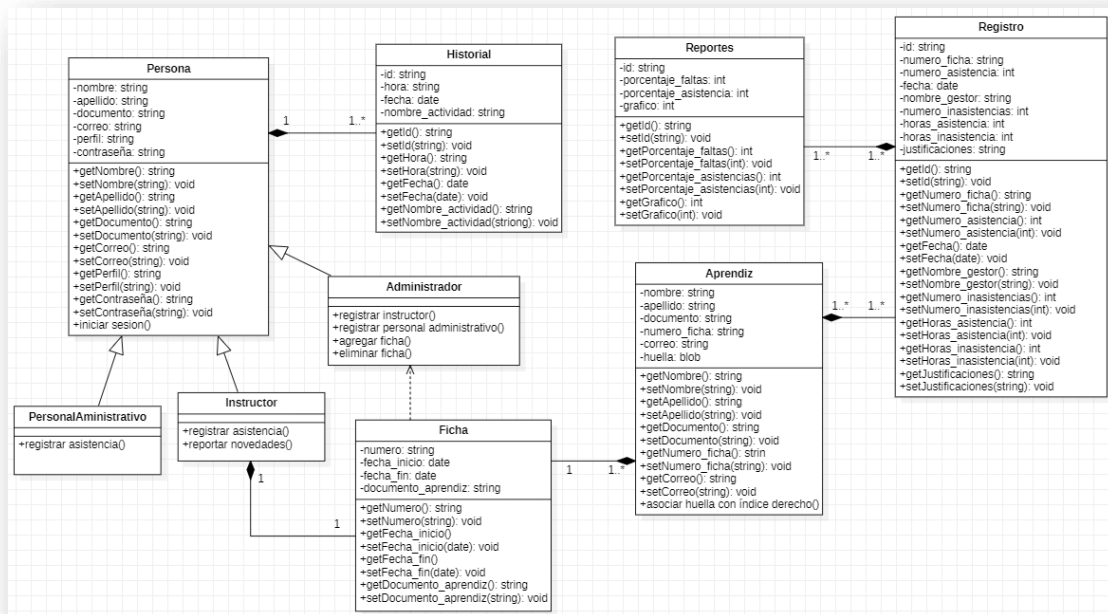 Persona
-nombre: string
-apellido: string
-documento: string
-correo: string
-perfil: string
-contraseña: string
+getNombre(): string
+setNombre(string): void
+getApellido(): string
+setApellido(string): void
+getDocumento(): string
+setDocumento(string): void
+getCorreo(): string
+setCorreo(string): void
+getPerfil(): string
+setPerfil(string): void
+getContraseña(): string
+setContraseña(string): void
+iniciar sesion()
1
1..*
Historial
-id: string
-hora: string
-fecha: date
-nombre_actividad: string
+getId(): string
+setId(string): void
+getHora(): string
+setHora(string): void
+getFecha(): date
+setFecha(date): void
+getNombre_actividad(): string
+setNombre_actividad(striong): void
Reportes
-id: string
-porcentaje_faltas: int
-porcentaje_asistencia: int
-grafico: int
+getId(): string
+setId(string): void
+getPorcentaje_faltas(): int
+setPorcentaje_faltas(int): void
+getPorcentaje_asistencias(): int
+setPorcentaje_asistencias(int): void
+getGrafico(): int
+setGrafico(int): void
1..*
1..*
Registro
-id: string
-numero_ficha: string
-numero_asistencia: int
-fecha: date
-nombre_gestor: string
-numero_inasistencias: int
-horas_asistencia: int
-horas_inasistencia: int
-justificaciones: string
+getId(): string
+setId(string): void
+getNumero_ficha(): string
+setNumero_ficha(string): void
+getNumero_asistencia(): int
+setNumero_asistencia(int): void
+getFecha(): date
+setFecha(date): void
+getNombre_gestor(): string
+setNombre_gestor(string): void
+getNumero_inasistencias(): int
+setNumero_inasistencias(int): void
+getHoras_asistencia(): int
+setHoras_asistencia(int): void
+getHoras_inasistencia(): int
+setHoras_inasistencia(int): void
+getJustificaciones(): string
+setJustificaciones(string): void
Administrador
+registrar instructor()
+registrar personal administrativo()
+agregar ficha()
+eliminar ficha()
Aprendiz
-nombre: string
-apellido: string
-documento: string
-numero_ficha: string
-correo: string
-huella: blob
+getNombre(): string
+setNombre(string): void
+getApellido(): string
+setApellido(string): void
+getDocumento(): string
+setDocumento(string): void
+getNumero_ficha(): strin
+setNumero_ficha(string): void
+getCorreo(): string
+setCorreo(string): void
+asociar huella con índice derecho()
1..*
1..*
PersonalAministrativo
+registrar asistencia()
Instructor
+registrar asistencia()
+reportar novedades()
1
1
Ficha
-numero: string
-fecha_inicio: date
-fecha_fin: date
-documento_aprendiz: string
+getNumero(): string
+setNumero(string): void
+getFecha_inicio()
+setFecha_inicio(date): void
+getFecha_fin()
+setFecha_fin(date): void
+getDocumento_aprendiz(): string
+setDocumento_aprendiz(string): void
1
1..*